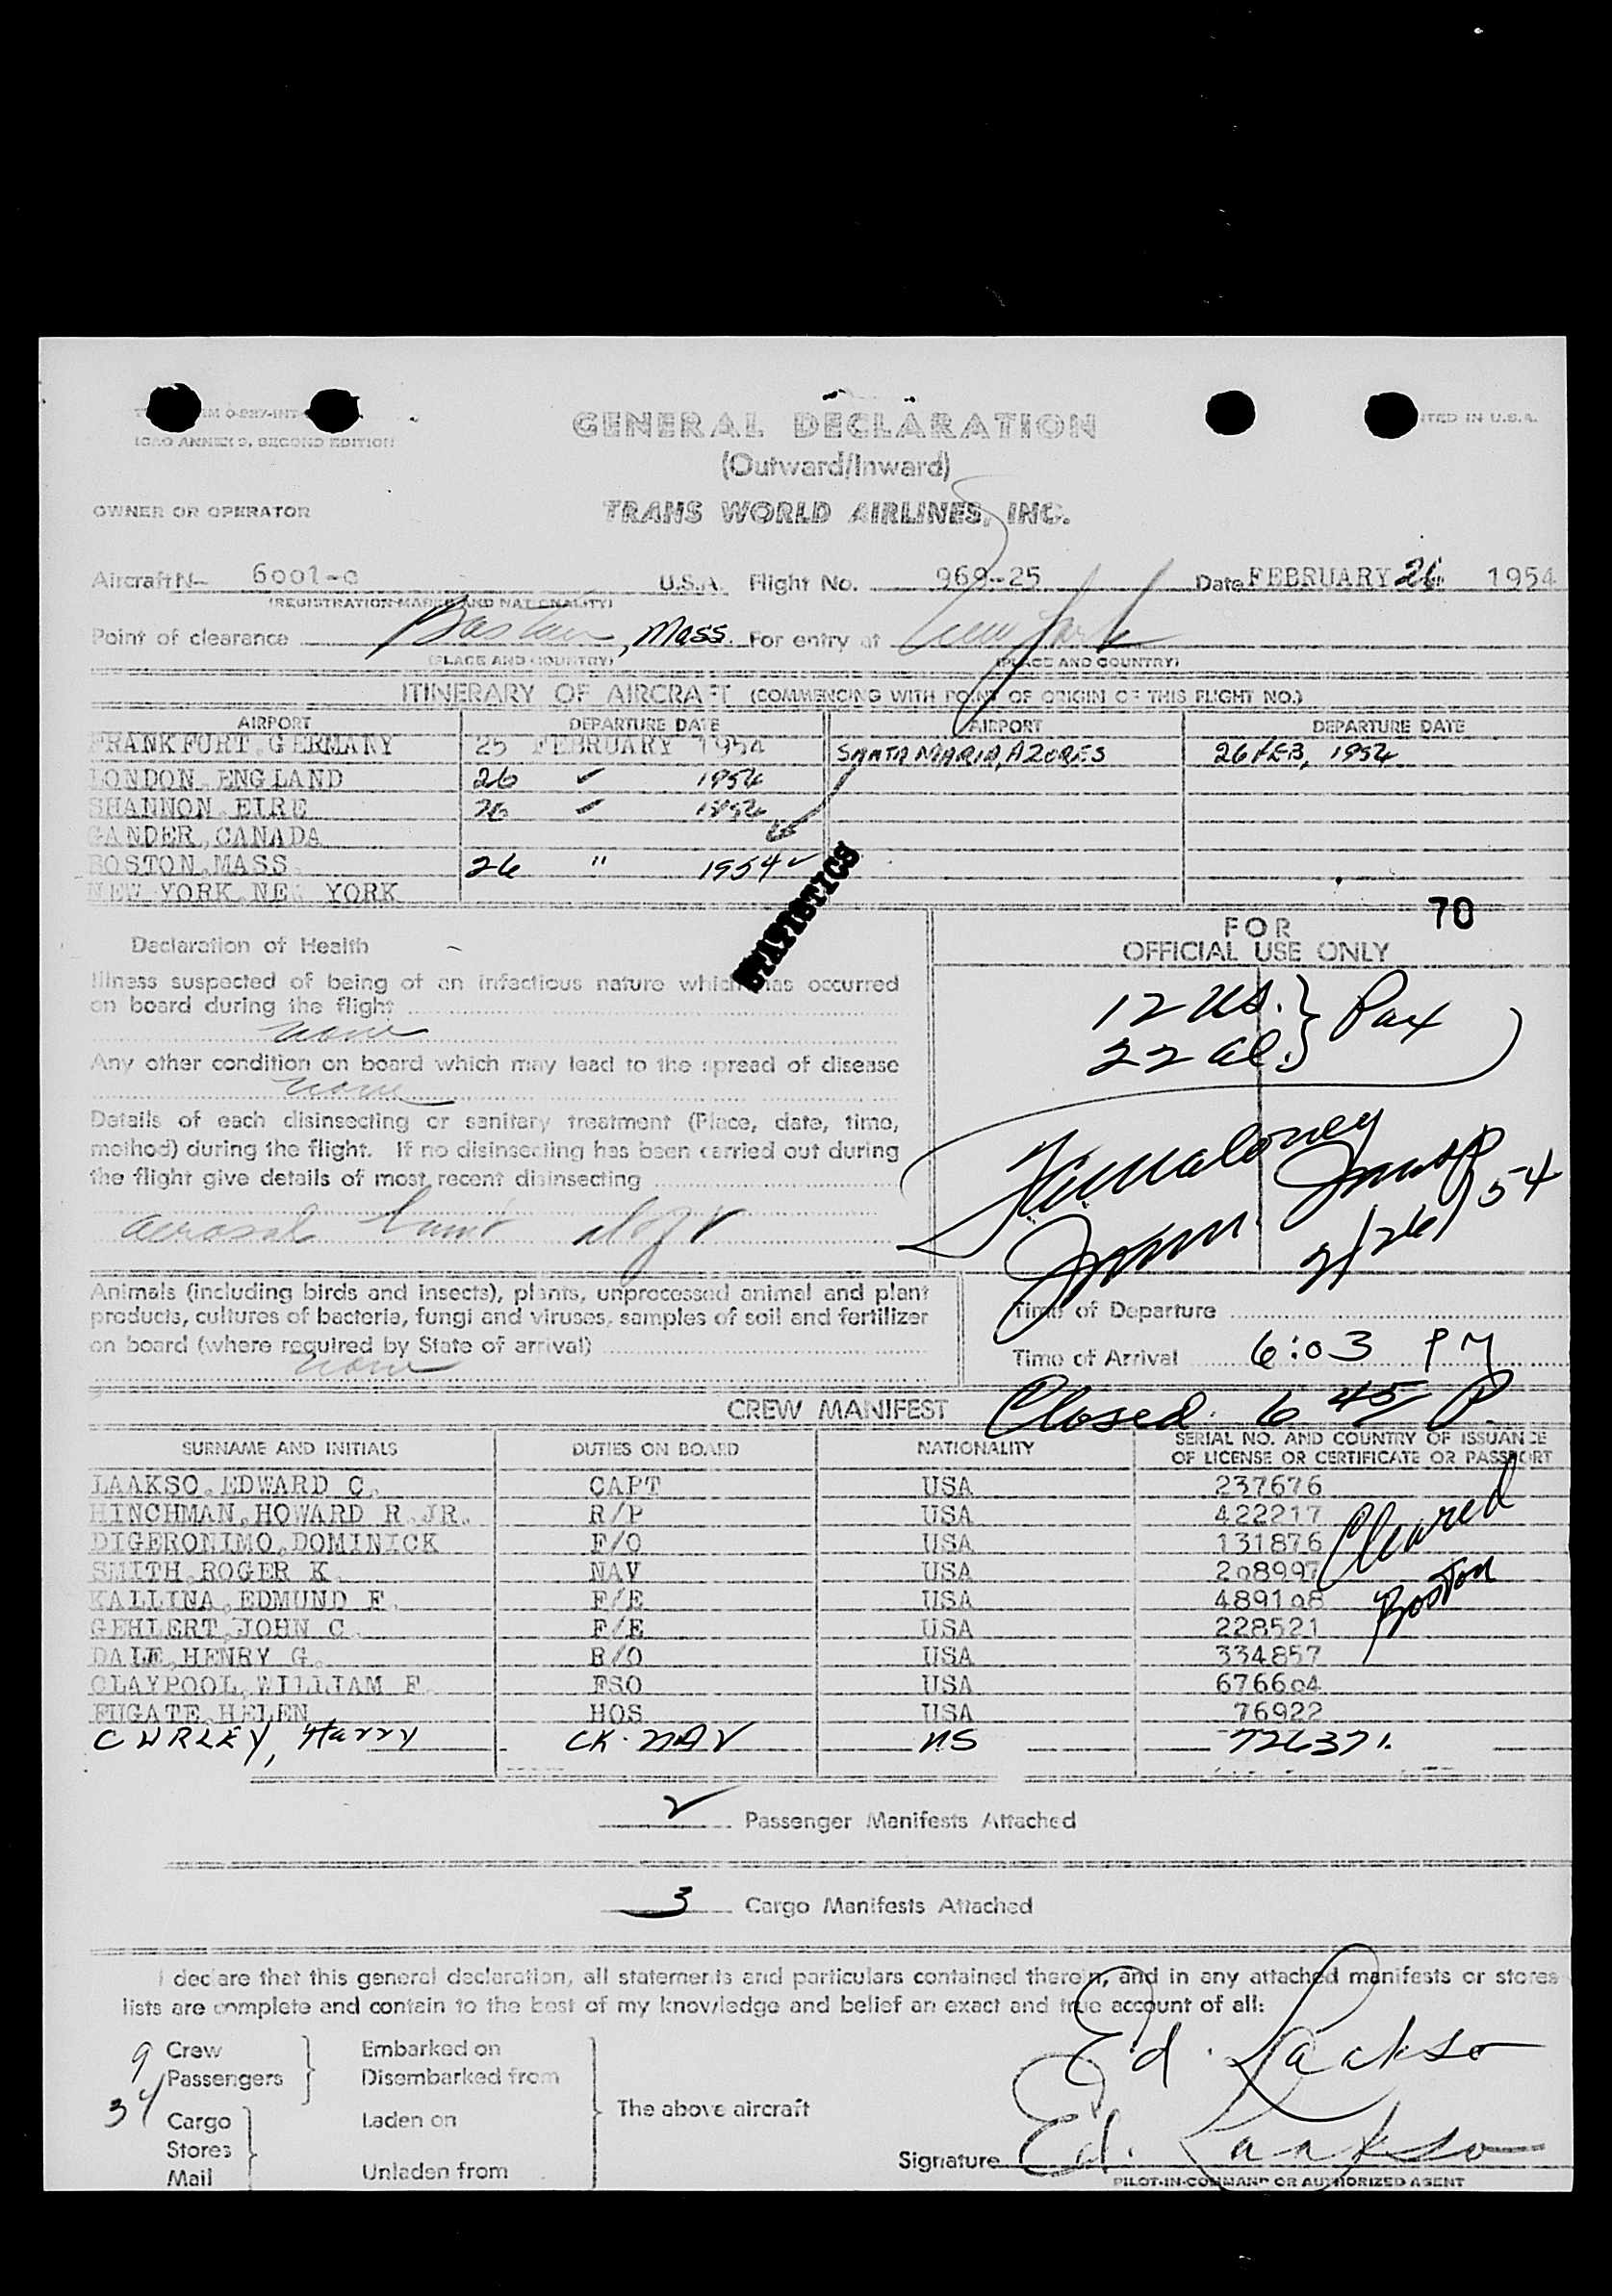 ICAO ANNEX 9, SECOND EDITION
GENERAL DECLARATION
(Outward/Inward)
OWNER OR OPERATOR
TRANS WORLD AIRLINES, INC.
Aircraft N- 6001-C U.S.A. Flight No. 969-25 Date FEBRUARY 26 1954
(REGISTRATION MARKS AND NATIONALITY)
Point of clearance Boston, Mass. For entry at New York
(PLACE AND COUNTRY) (PLACE AND COUNTRY)
ITINERARY OF AIRCRAFT (COMMENCING WITH POINT OF ORIGIN OF THIS FLIGHT NO.)
AIRPORT DEPARTURE DATE AIRPORT DEPARTURE DATE
FRANKFURT, GERMANY 25 FEBRUARY 1954 SANTA MARIA, AZORES 26 FEB, 1954
LONDON, ENGLAND 26 1954
SHANNON, EIRE 26 1954
GANDER, CANADA
BOSTON, MASS. 26 " 1954
NEW YORK, NEW YORK
STATISTICS
70
FOR
OFFICIAL USE ONLY
12 US. } Pax
22 al.
2/26/54
Declaration of Health
Illness suspected of being of an infectious nature which has occurred
on board during the flight
none
Any other condition on board which may lead to the spread of disease
none
Details of each disinsecting or sanitary treatment (Place, date, time,
method) during the flight. If no disinsecting has been carried out during
the flight give details of most recent disinsecting
aerosol bomb
Animals (including birds and insects), plants, unprocessed animal and plant
products, cultures of bacteria, fungi and viruses, samples of soil and fertilizer
on board (where required by State of arrival)
none
Time of Departure
Time of Arrival 6:03 PM
Closed. 6 45 P.
CREW MANIFEST
SURNAME AND INITIALS DUTIES ON BOARD NATIONALITY SERIAL NO. AND COUNTRY OF ISSUANCE OF LICENSE OR CERTIFICATE OR PASSPORT
LAAKSO, EDWARD C. CAPT USA 237676
HINCHMAN, HOWARD R. JR. R/P USA 422217
DIGERONIMO, DOMINICK F/O USA 131876
SMITH, ROGER K. NAV USA 208997
KALLINA, EDMUND F. F/E USA 489108
GEHLERT, JOHN C. F/E USA 228521
DALE, HENRY G. R/O USA 334857
CLAYPOOL, WILLIAM F. FSO USA 676604
FUGATE, HELEN HOS USA 76922
CURLEY, Harry CK. NAV US 726371.
Cleared
Boston
2 Passenger Manifests Attached
3 Cargo Manifests Attached
I declare that this general declaration, all statements and particulars contained therein, and in any attached manifests or stores
lists are complete and contain to the best of my knowledge and belief an exact and true account of all:
9 Crew Embarked on
34 Passengers Disembarked from
Cargo Laden on
Stores
Mail Unladen from
The above aircraft
Ed. Laakso
Signature Ed. Laakso
PILOT-IN-COMMAND OR AUTHORIZED AGENT